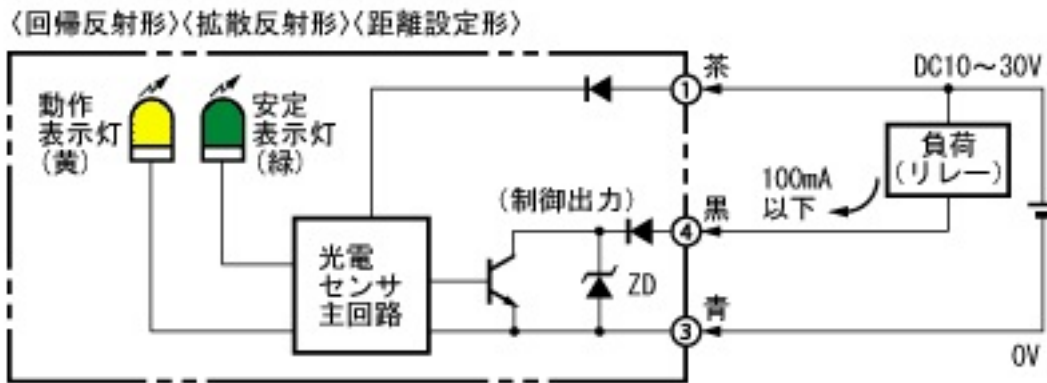 〈回帰反射形〉〈拡散反射形〉〈距離設定形〉
動作
表示灯
(黄)
安定
表示灯
(緑)
光電
センサ
主回路
(制御出力)
ZD
①
茶
④
黒
③
青
DC10～30V
負荷
(リレー)
100mA
以下
0V